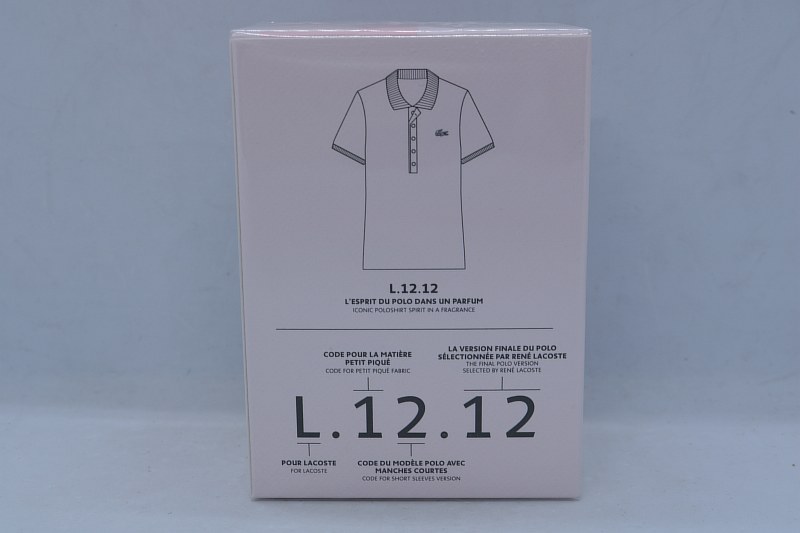 L.12.12
L'ESPRIT DU POLO DANS UN PARFUM
ICONIC POLOSHIRT SPIRIT IN A FRAGRANCE
CODE POUR LA MATIÈRE
PETIT PIQUÉ
CODE FOR PETIT PIQUÉ FABRIC
LA VERSION FINALE DU POLO
SÉLECTIONNÉE PAR RENÉ LACOSTE
THE FINAL POLO VERSION
SELECTED BY RENÉ LACOSTE
L.12.12
POUR LACOSTE
FOR LACOSTE
CODE DU MODÈLE POLO AVEC
MANCHES COURTES
CODE FOR SHORT SLEEVES VERSION